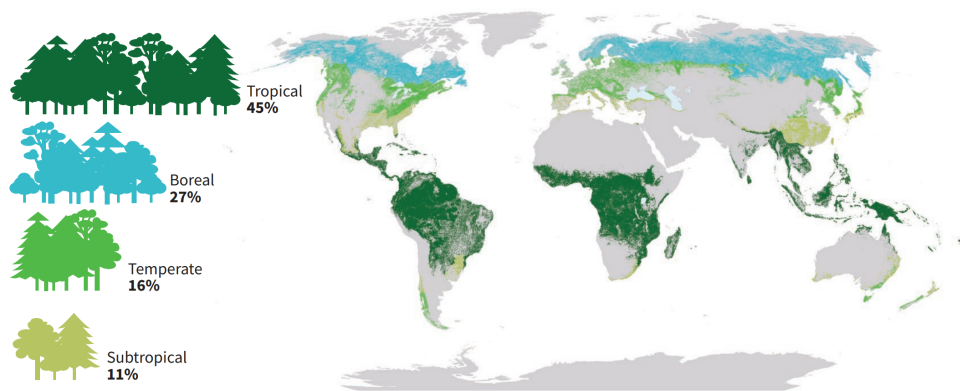 Tropical
45%
Boreal
27%
Temperate
16%
Subtropical
11%